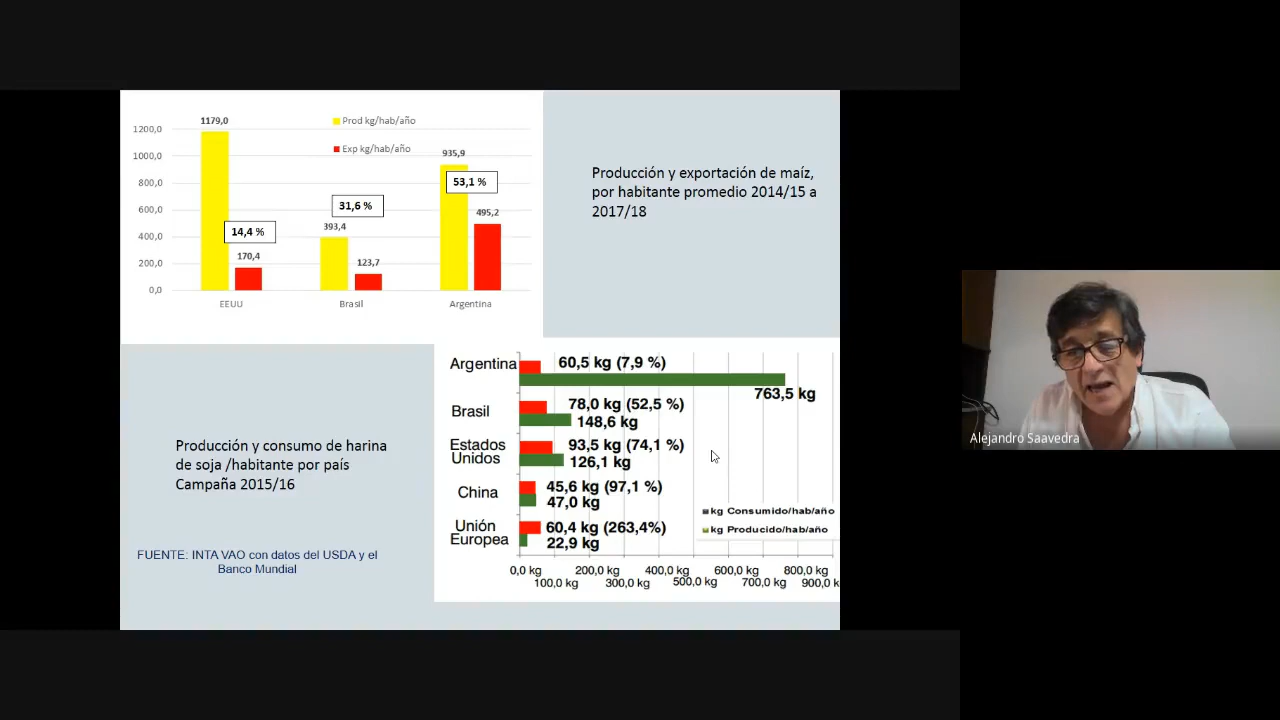 1179,0
Prod kg/hab/año
1200,0
Exp kg/hab/año
935,9
1000,0
800,0
53,1 %
600,0
31,6 %
495,2
14,4 %
393,4
400,0
170,4
123,7
200,0
0,0
EEUU
Brasil
Argentina
Producción y exportación de maíz,
por habitante promedio 2014/15 a
2017/18
Producción y consumo de harina
de soja /habitante por país
Campaña 2015/16
FUENTE: INTA VAO con datos del USDA y el
Banco Mundial
Argentina
60,5 kg (7,9 %)
763,5 kg
Brasil
78,0 kg (52,5 %)
148,6 kg
Estados
Unidos
93,5 kg (74,1 %)
126,1 kg
China
45,6 kg (97,1 %)
47,0 kg
Unión
Europea
60,4 kg (263,4%)
22,9 kg
kg Consumido/hab/año
kg Producido/hab/año
0,0 kg 200,0 kg 400,0 kg 600,0 kg 800,0 kg
100,0 kg 300,0 kg 500,0 kg 700,0 kg 900,0 k
Alejandro Saavedra